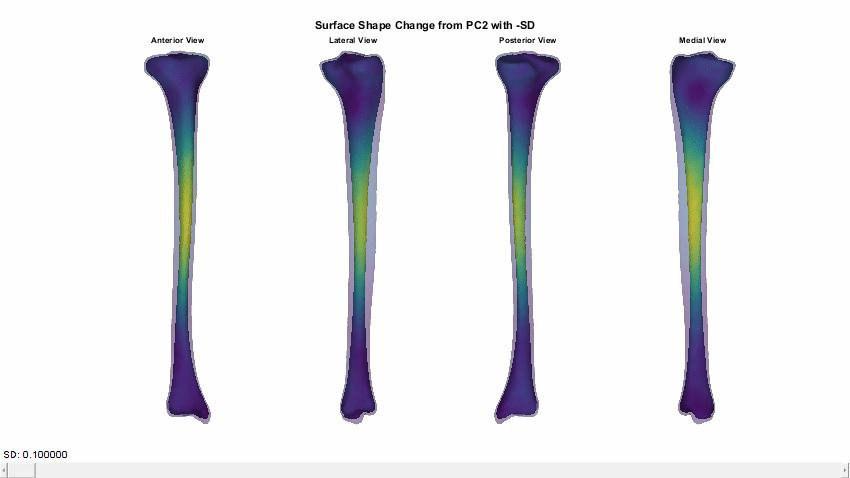 Surface Shape Change from PC2 with -SD
Anterior View
Lateral View
Posterior View
Medial View
SD: 0.100000